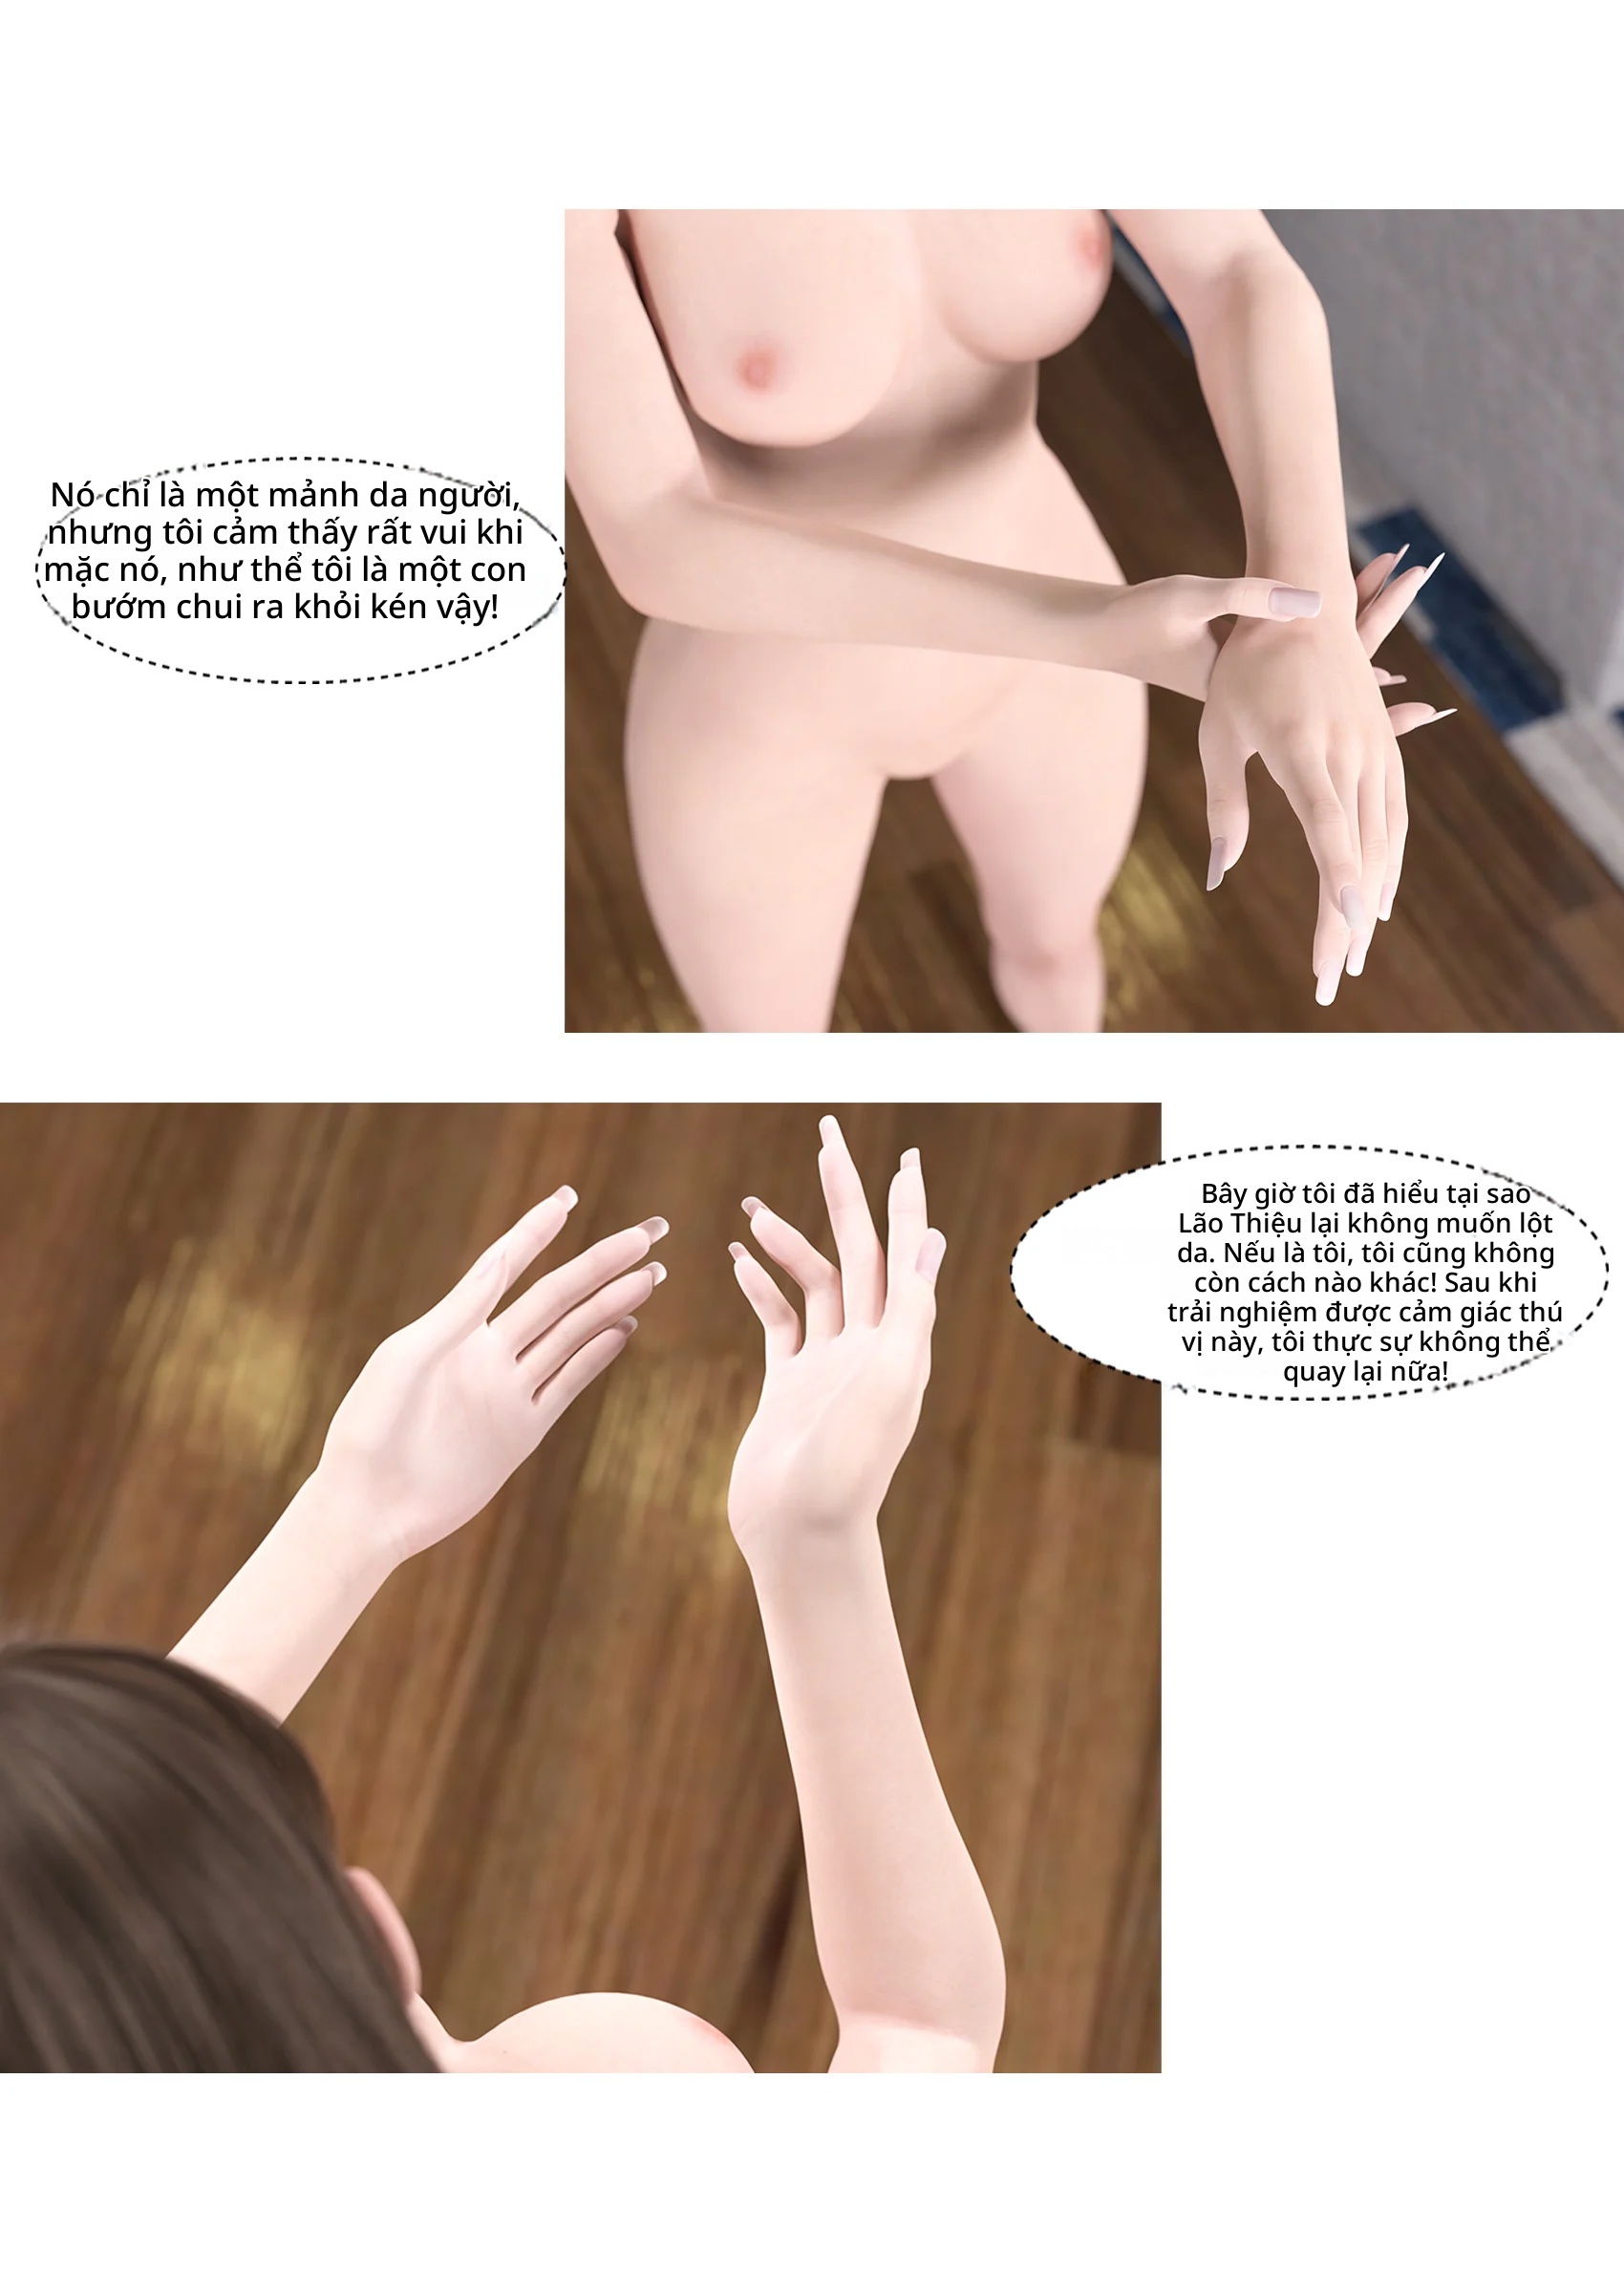 Nó chỉ là một mảnh da người,
nhưng tôi cảm thấy rất vui khi
mặc nó, như thể tôi là một con
bướm chui ra khỏi kén vậy!
Bây giờ tôi đã hiểu tại sao
Lão Thiệu lại không muốn lột
da. Nếu là tôi, tôi cũng không
còn cách nào khác! Sau khi
trải nghiệm được cảm giác thú
vị này, tôi thực sự không thể
quay lại nữa!